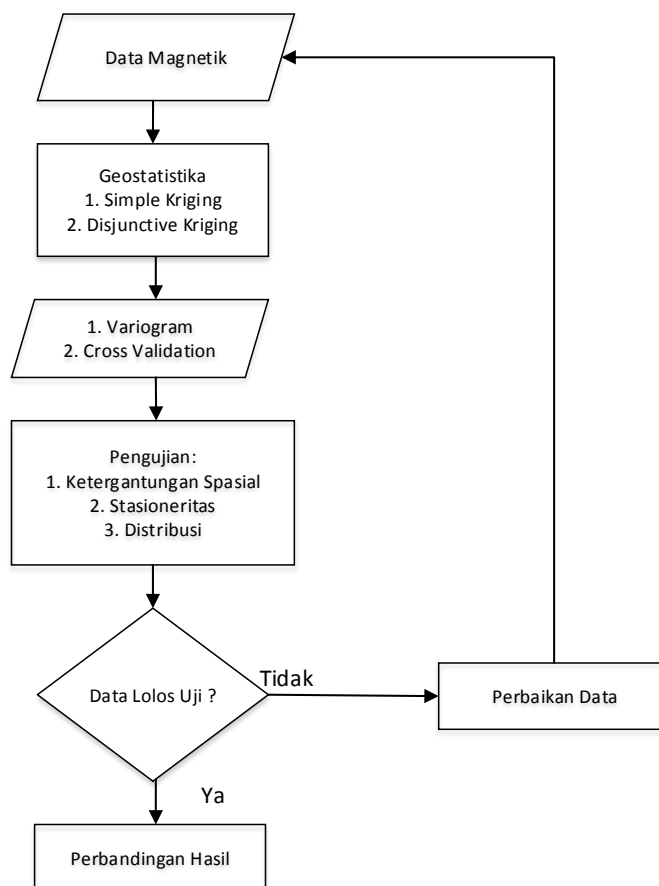 Data Magnetik
Geostatistika
1. Simple Kriging
2. Disjunctive Kriging
1. Variogram
2. Cross Validation
Pengujian:
1. Ketergantungan Spasial
2. Stasioneritas
3. Distribusi
Data Lolos Uji ?
Tidak
Perbaikan Data
Ya
Perbandingan Hasil